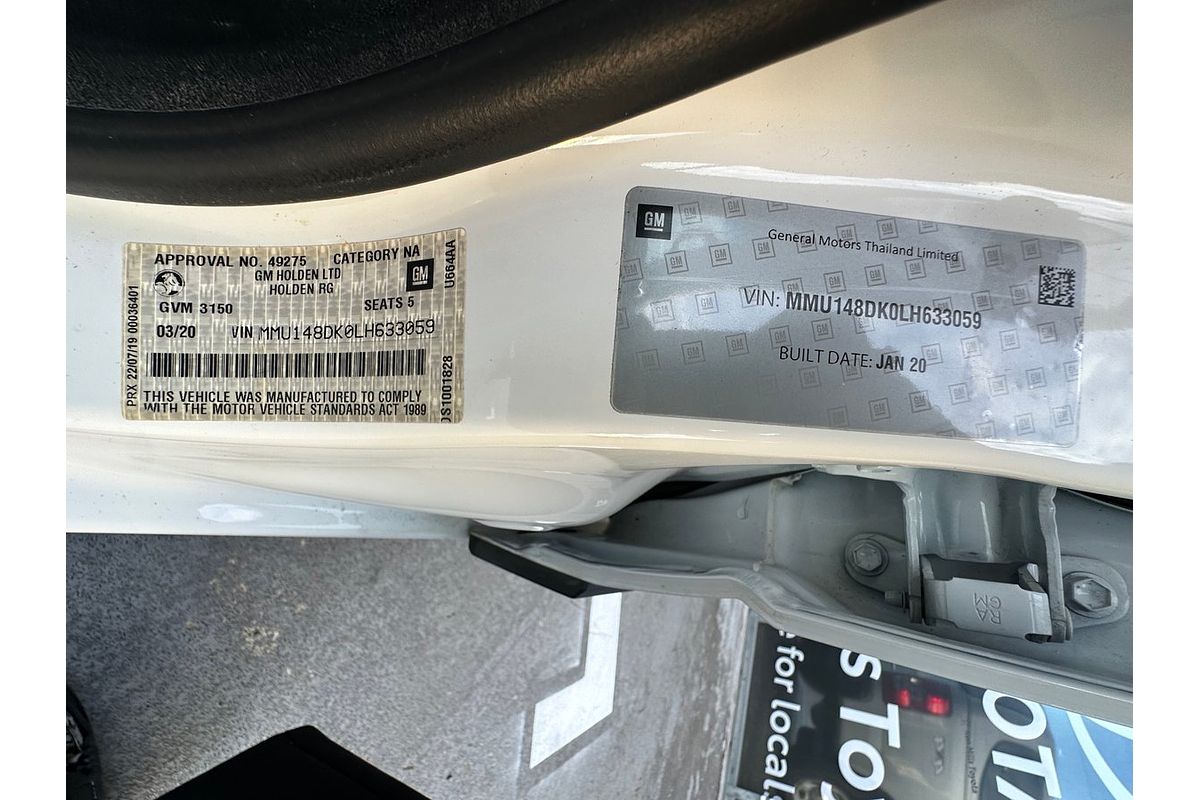 APPROVAL NO. 49275 CATEGORY NA
GM HOLDEN LTD
HOLDEN RG
GM
GVM 3150 SEATS 5
03/20 VIN MMU148DK0LH633059
THIS VEHICLE WAS MANUFACTURED TO COMPLY
WITH THE MOTOR VEHICLE STANDARDS ACT 1989
PRX 22/07/19 00036401
U664AA
DS1001828
GM
General Motors Thailand Limited
VIN: MMU148DK0LH633059
BUILT DATE: JAN 20
for locals